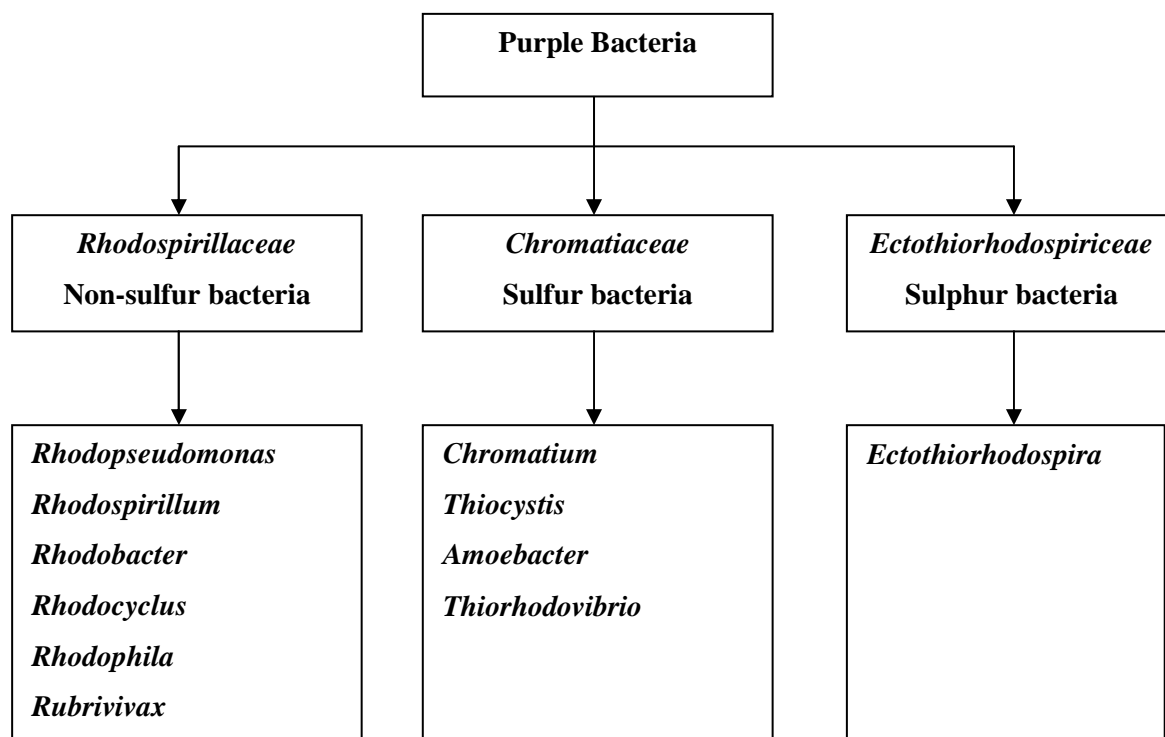 Purple Bacteria
Rhodospirillaceae
Non-sulfur bacteria
Chromatiaceae
Sulfur bacteria
Ectothiorhodospiriceae
Sulphur bacteria
Rhodopseudomonas
Rhodospirillum
Rhodobacter
Rhodocyclus
Rhodophila
Rubrivivax
Chromatium
Thiocystis
Amoebacter
Thiorhodovibrio
Ectothiorhodospira